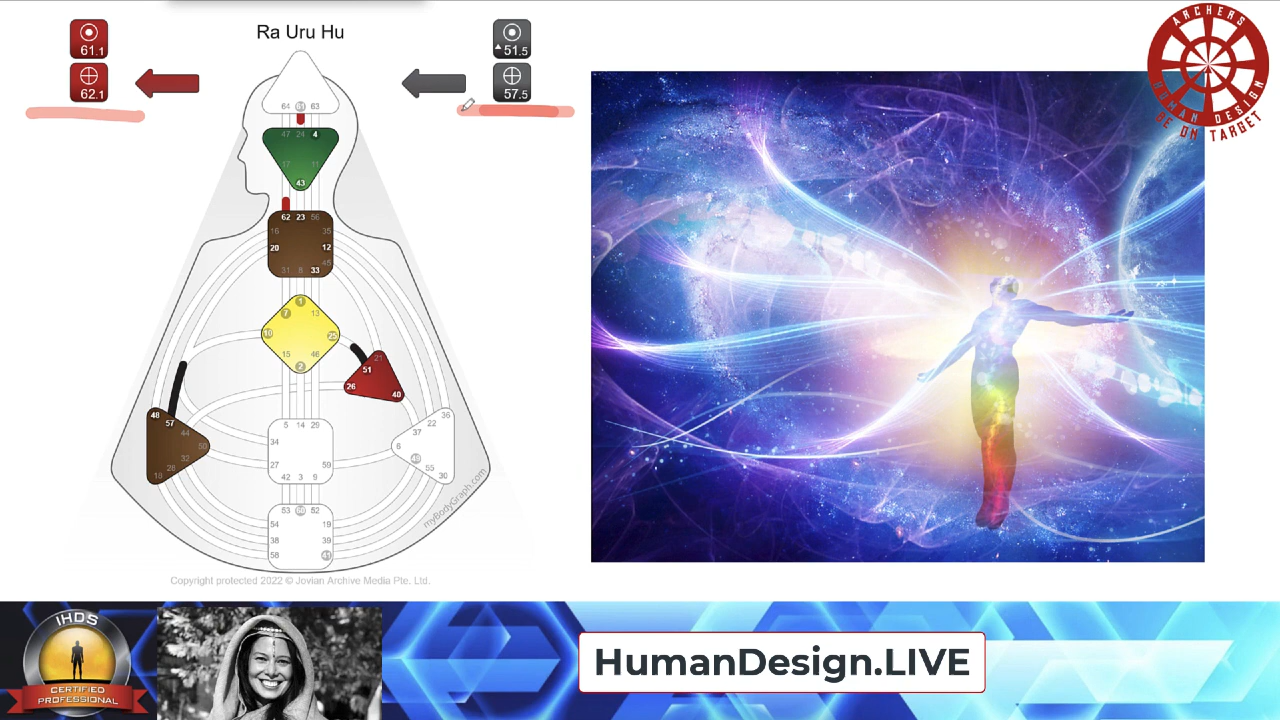 Ra Uru Hu
61.1
62.1
51.5
57.5
64 61 63
47 24 4
17 11
43
62 23 56
16 35
20 12
45
31 8 33
1
7 13
10 25
15 46
2
21
51
26 40
48
57
44
50
32
28
18
5 14 29
34
27 59
42 3 9
36
22
37
6
49
55
30
53 60 52
54 19
38 39
58 41
myBodyGraph.com
Copyright protected 2022 © Jovian Archive Media Pte. Ltd.
ARCHERS
HUMAN DESIGN
BE ON TARGET
IHDS
CERTIFIED
PROFESSIONAL
HumanDesign.LIVE